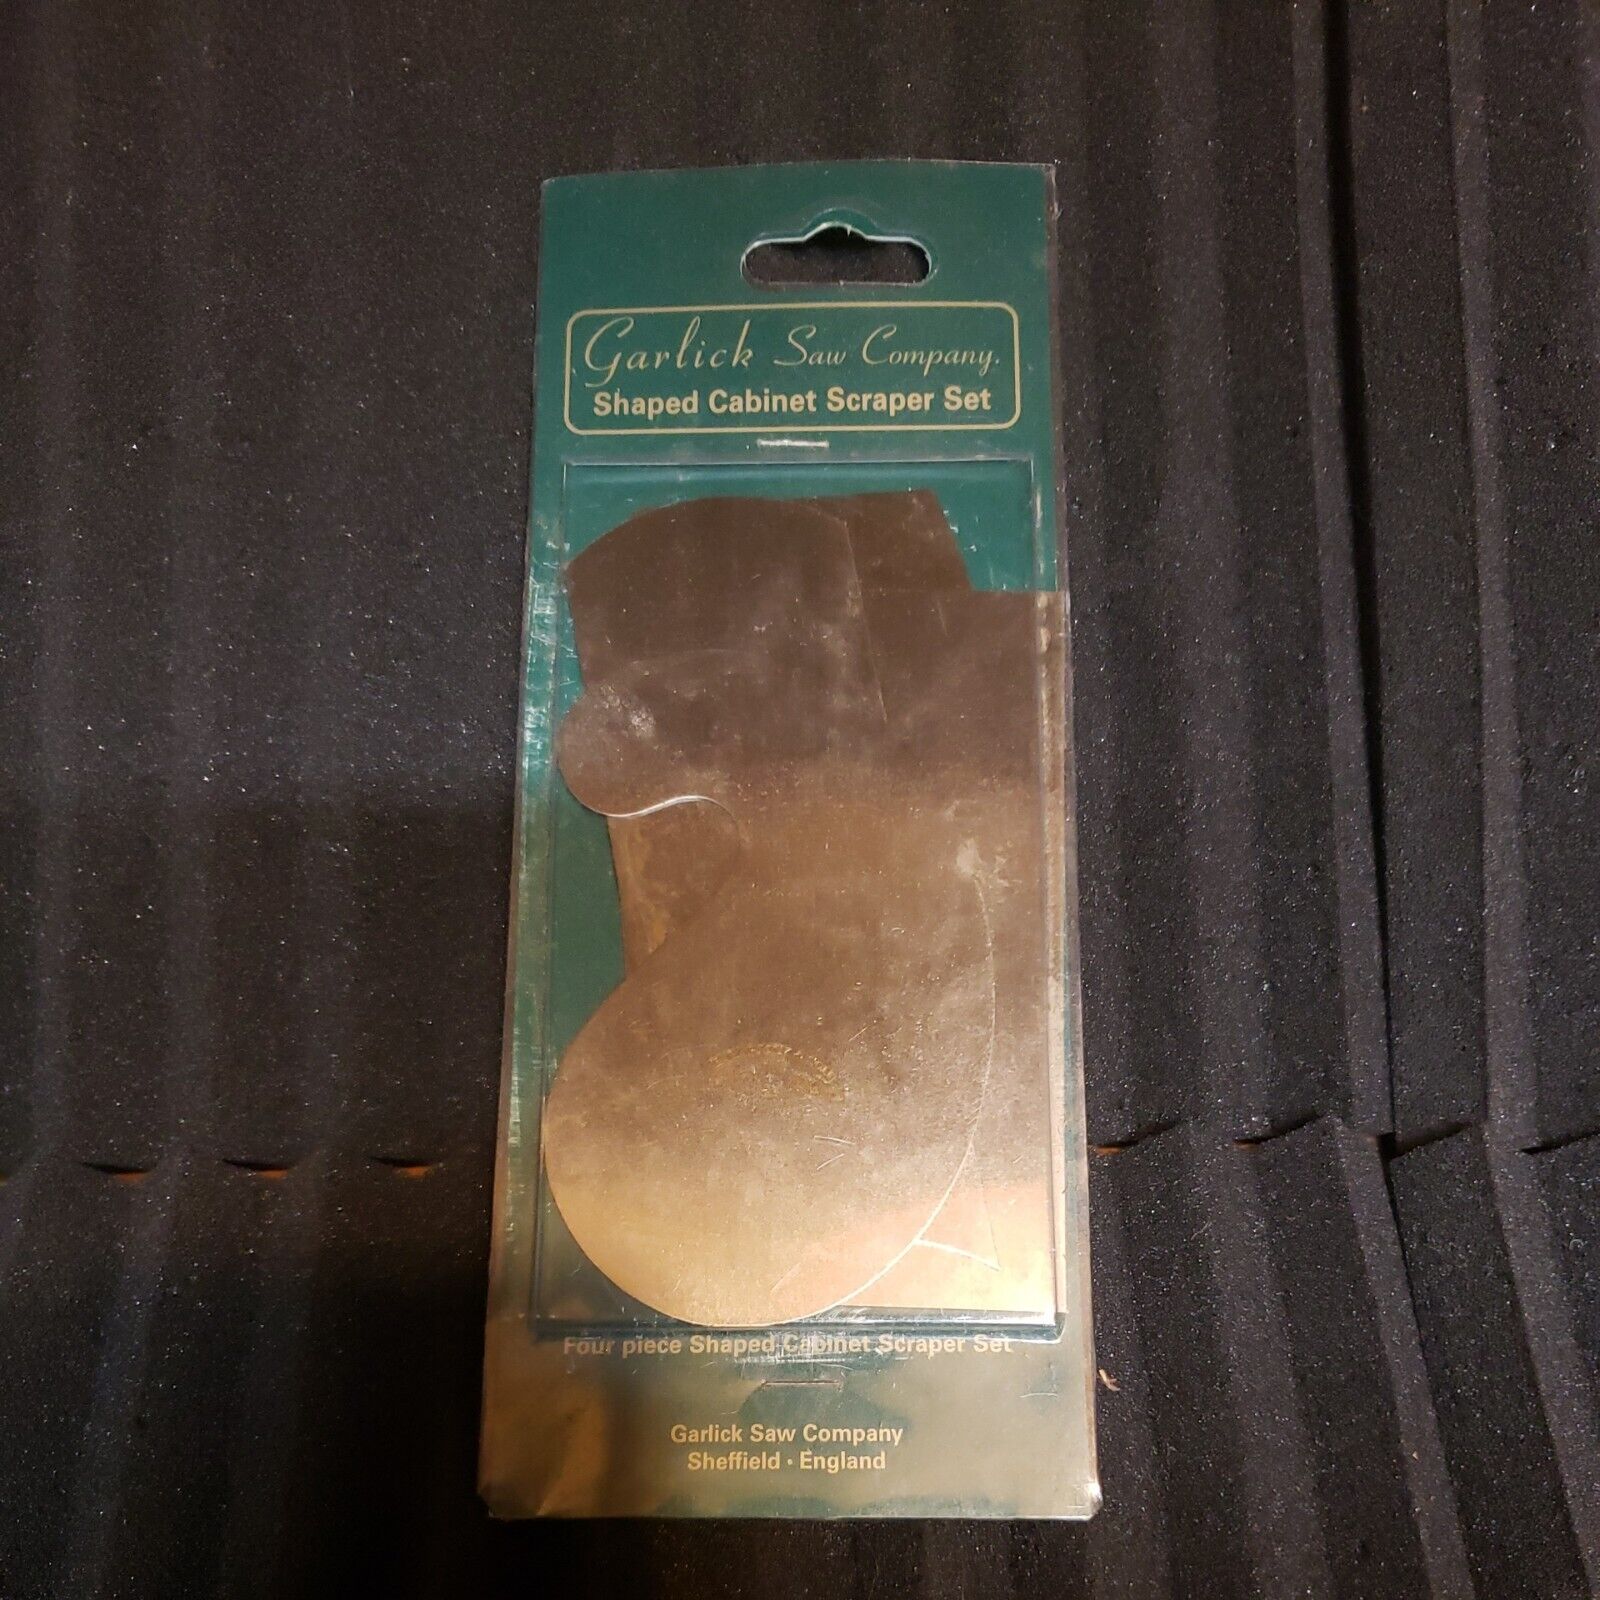 Garlick Saw Company.
Shaped Cabinet Scraper Set
Four piece Shaped Cabinet Scraper Set
Garlick Saw Company
Sheffield · England